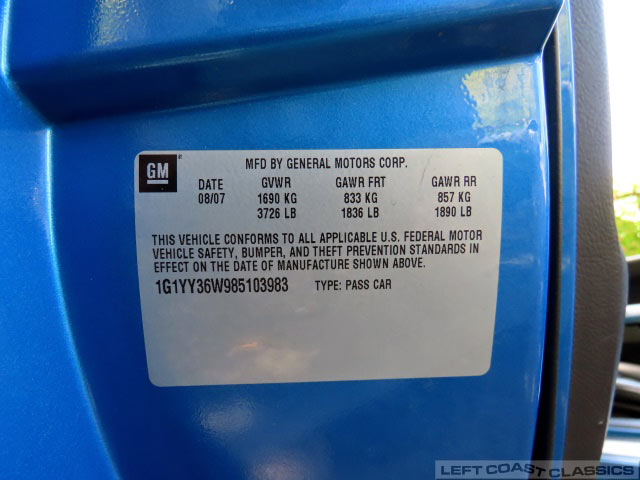 GM
MFD BY GENERAL MOTORS CORP.
DATE GVWR GAWR FRT GAWR RR
08/07 1690 KG 833 KG 857 KG
3726 LB 1836 LB 1890 LB
THIS VEHICLE CONFORMS TO ALL APPLICABLE U.S. FEDERAL MOTOR
VEHICLE SAFETY, BUMPER, AND THEFT PREVENTION STANDARDS IN
EFFECT ON THE DATE OF MANUFACTURE SHOWN ABOVE.
1G1YY36W985103983 TYPE: PASS CAR
LEFT COAST CLASSICS